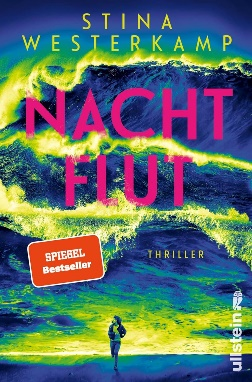 STINA
WESTERKAMP
NACHT
FLUT
SPIEGEL
Bestseller
THRILLER
ullstein